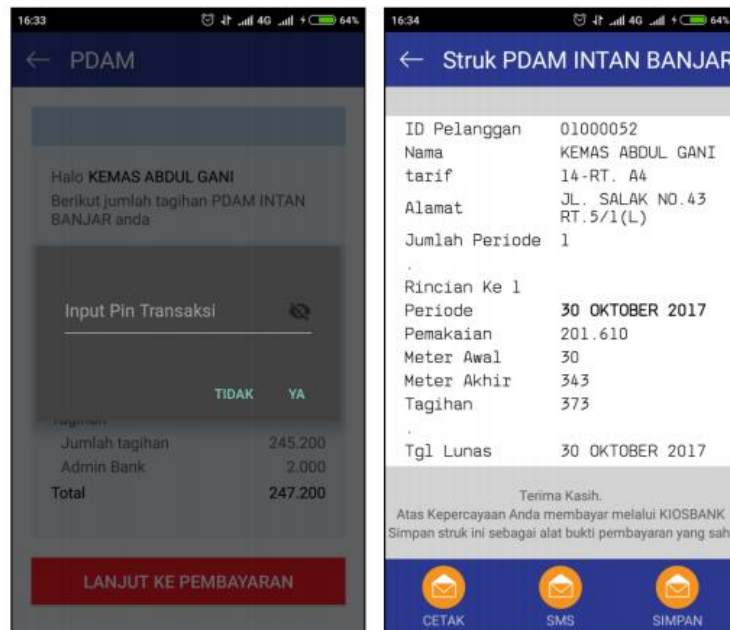 16:33
4G
64%
PDAM
Halo KEMAS ABDUL GANI
Berikut jumlah tagihan PDAM INTAN
BANJAR anda
Input Pin Transaksi
TIDAK YA
Tagihan
Jumlah tagihan 245.200
Admin Bank 2.000
Total 247.200
LANJUT KE PEMBAYARAN
16:34
4G
64%
Struk PDAM INTAN BANJAR
ID Pelanggan 01000052
Nama KEMAS ABDUL GANI
tarif 14-RT. A4
Alamat JL. SALAK NO.43
RT.5/1(L)
Jumlah Periode 1
.
Rincian Ke 1
Periode 30 OKTOBER 2017
Pemakaian 201.610
Meter Awal 30
Meter Akhir 343
Tagihan 373
.
Tgl Lunas 30 OKTOBER 2017
Terima Kasih.
Atas Kepercayaan Anda membayar melalui KIOSBANK
Simpan struk ini sebagai alat bukti pembayaran yang sah
CETAK SMS SIMPAN